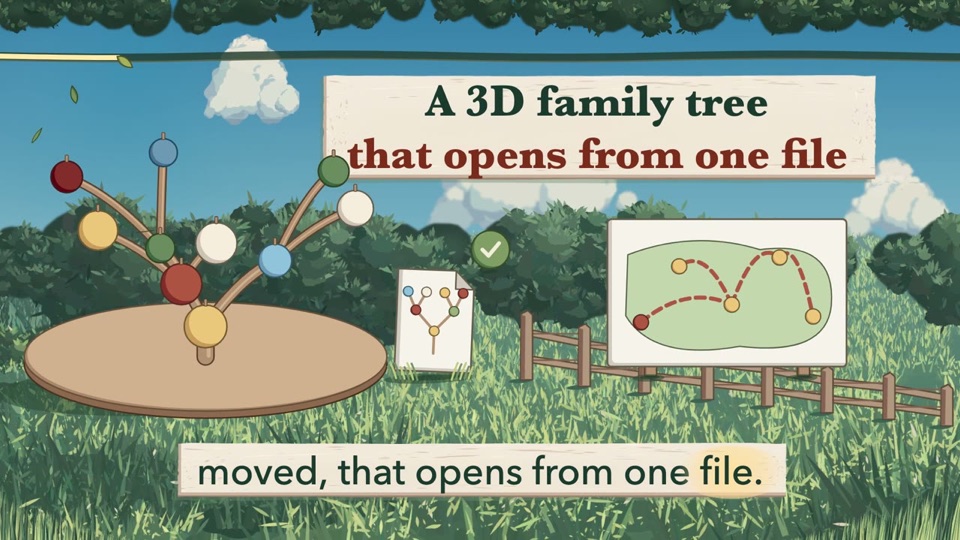 A 3D family tree
that opens from one file
moved, that opens from one file.